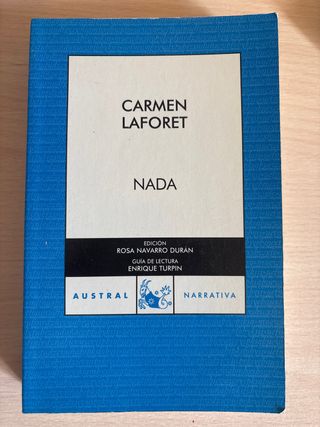 CARMEN
LAFORET
NADA
EDICIÓN
ROSA NAVARRO DURÁN
GUÍA DE LECTURA
ENRIQUE TURPIN
AUSTRAL NARRATIVA